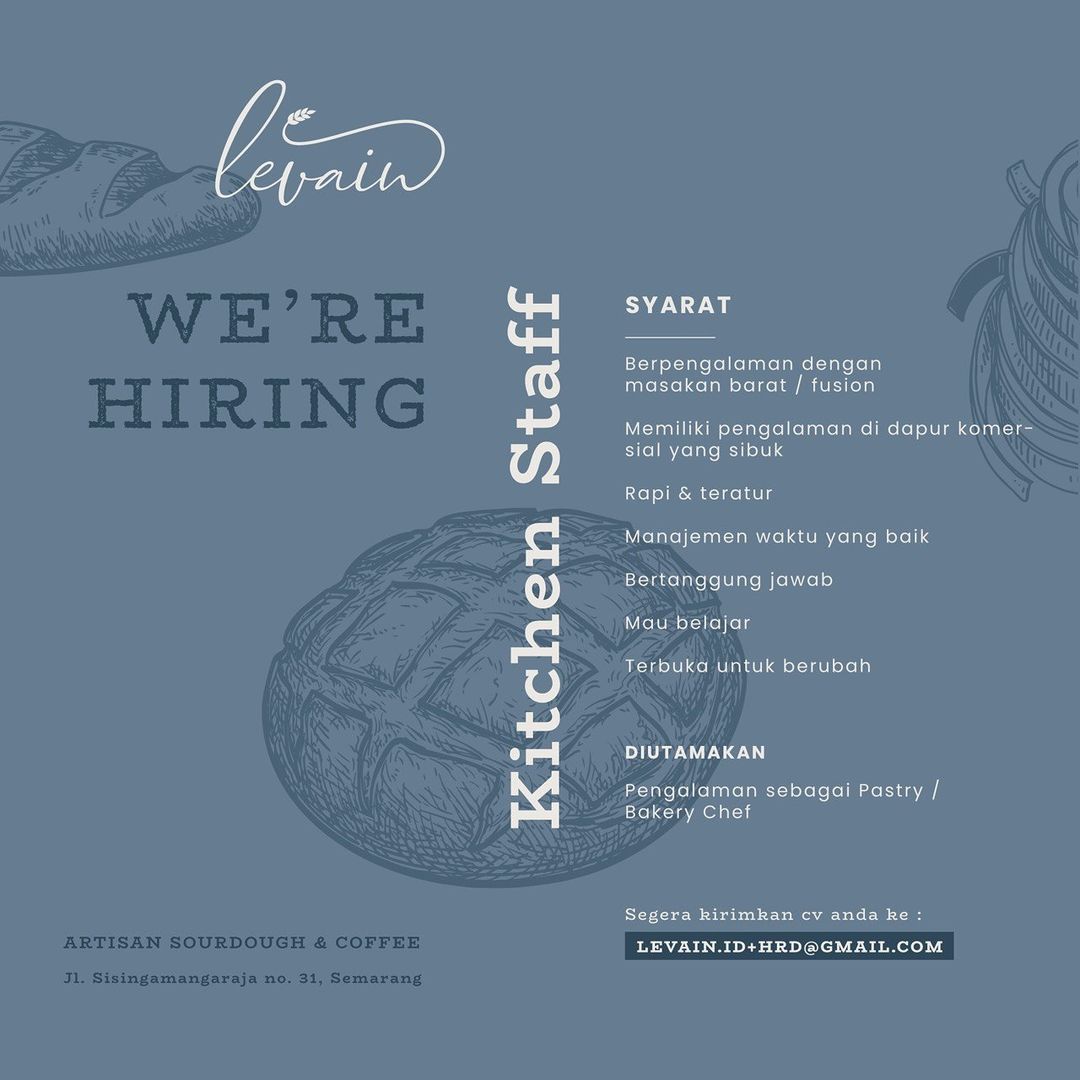 levain
WE'RE
HIRING
Kitchen Staff
SYARAT
Berpengalaman dengan
masakan barat / fusion
Memiliki pengalaman di dapur komer-
sial yang sibuk
Rapi & teratur
Manajemen waktu yang baik
Bertanggung jawab
Mau belajar
Terbuka untuk berubah
DIUTAMAKAN
Pengalaman sebagai Pastry /
Bakery Chef
Segera kirimkan cv anda ke :
LEVAIN.ID+HRD@GMAIL.COM
ARTISAN SOURDOUGH & COFFEE
Jl. Sisingamangaraja no. 31, Semarang